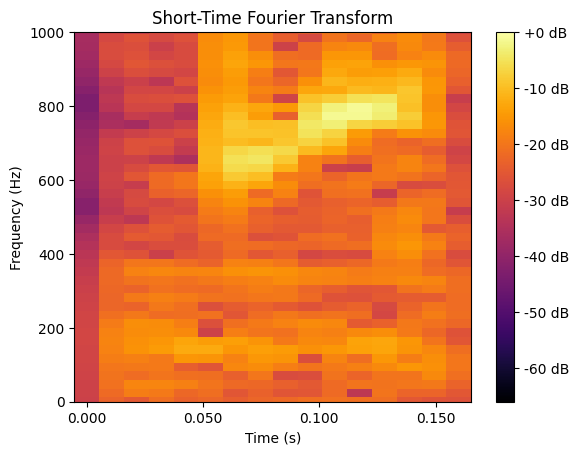 Short-Time Fourier Transform
1000
800
600
400
200
0
Frequency (Hz)
0.000
0.050
0.100
0.150
Time (s)
+0 dB
-10 dB
-20 dB
-30 dB
-40 dB
-50 dB
-60 dB